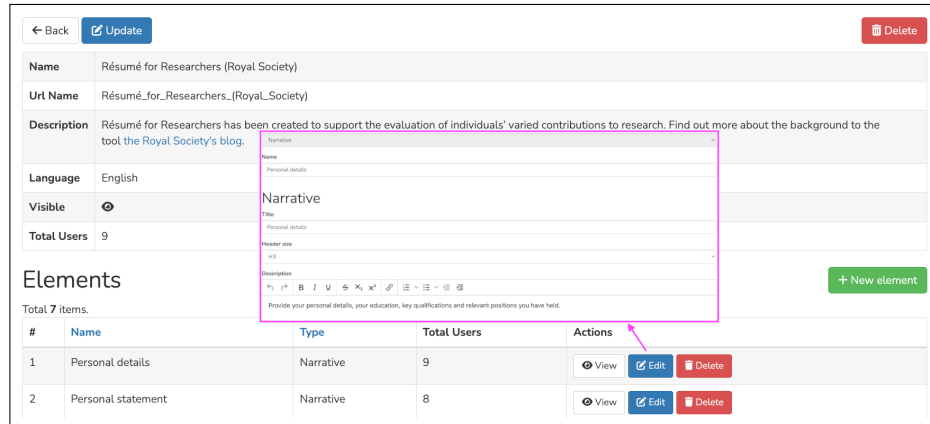 Back Update Delete
Name Résumé for Researchers (Royal Society)
Url Name Résumé_for_Researchers_(Royal_Society)
Description Résumé for Researchers has been created to support the evaluation of individuals' varied contributions to research. Find out more about the background to the
tool the Royal Society's blog.
Language English
Visible
Total Users 9
Narrative
Name
Personal details
Narrative
Title
Personal details
Header size
H3
Description
B I U S X₂ X²
Provide your personal details, your education, key qualifications and relevant positions you have held.
Elements + New element
Total 7 items.
# Name Type Total Users Actions
1 Personal details Narrative 9 View Edit Delete
2 Personal statement Narrative 8 View Edit Delete